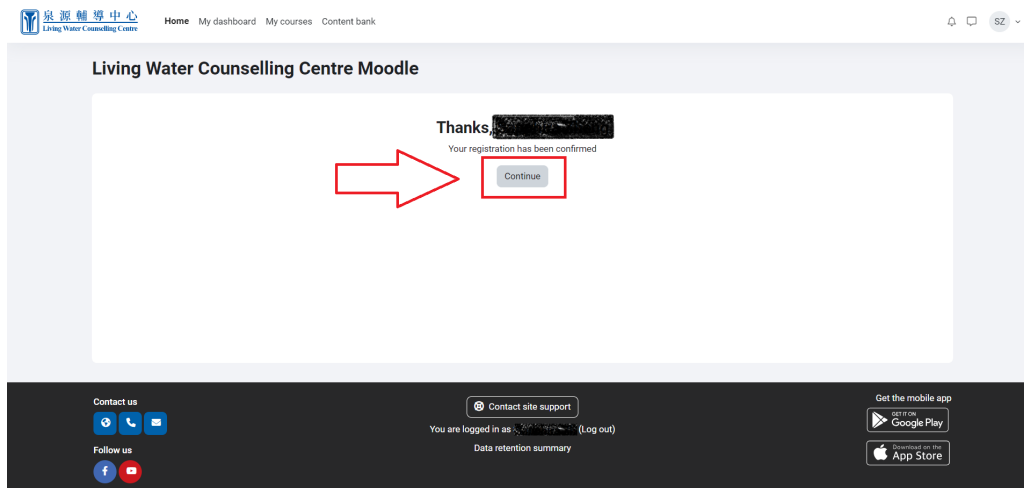 泉源輔導中心
Living Water Counselling Centre
Home My dashboard My courses Content bank
SZ
Living Water Counselling Centre Moodle
Thanks,
Your registration has been confirmed
Continue
Contact us
Follow us
Contact site support
You are logged in as (Log out)
Data retention summary
Get the mobile app
GET IT ON
Google Play
Download on the
App Store